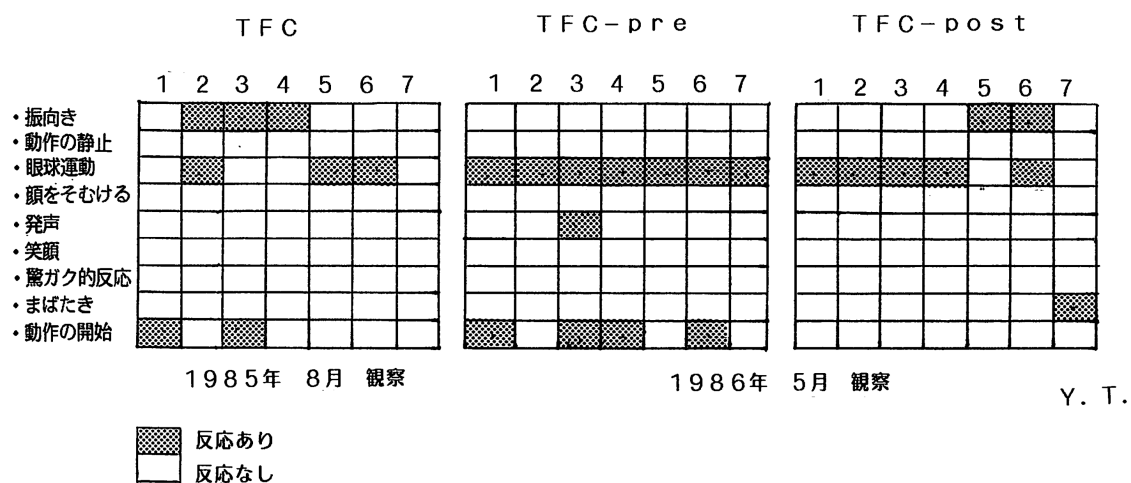 TFC TFC-pre TFC-post
1 2 3 4 5 6 7 1 2 3 4 5 6 7 1 2 3 4 5 6 7
・振向き
・動作の静止
・眼球運動
・顔をそむける
・発声
・笑顔
・驚ガク的反応
・まばたき
・動作の開始
1985年 8月 観察 1986年 5月 観察
Y. T.
反応あり
反応なし